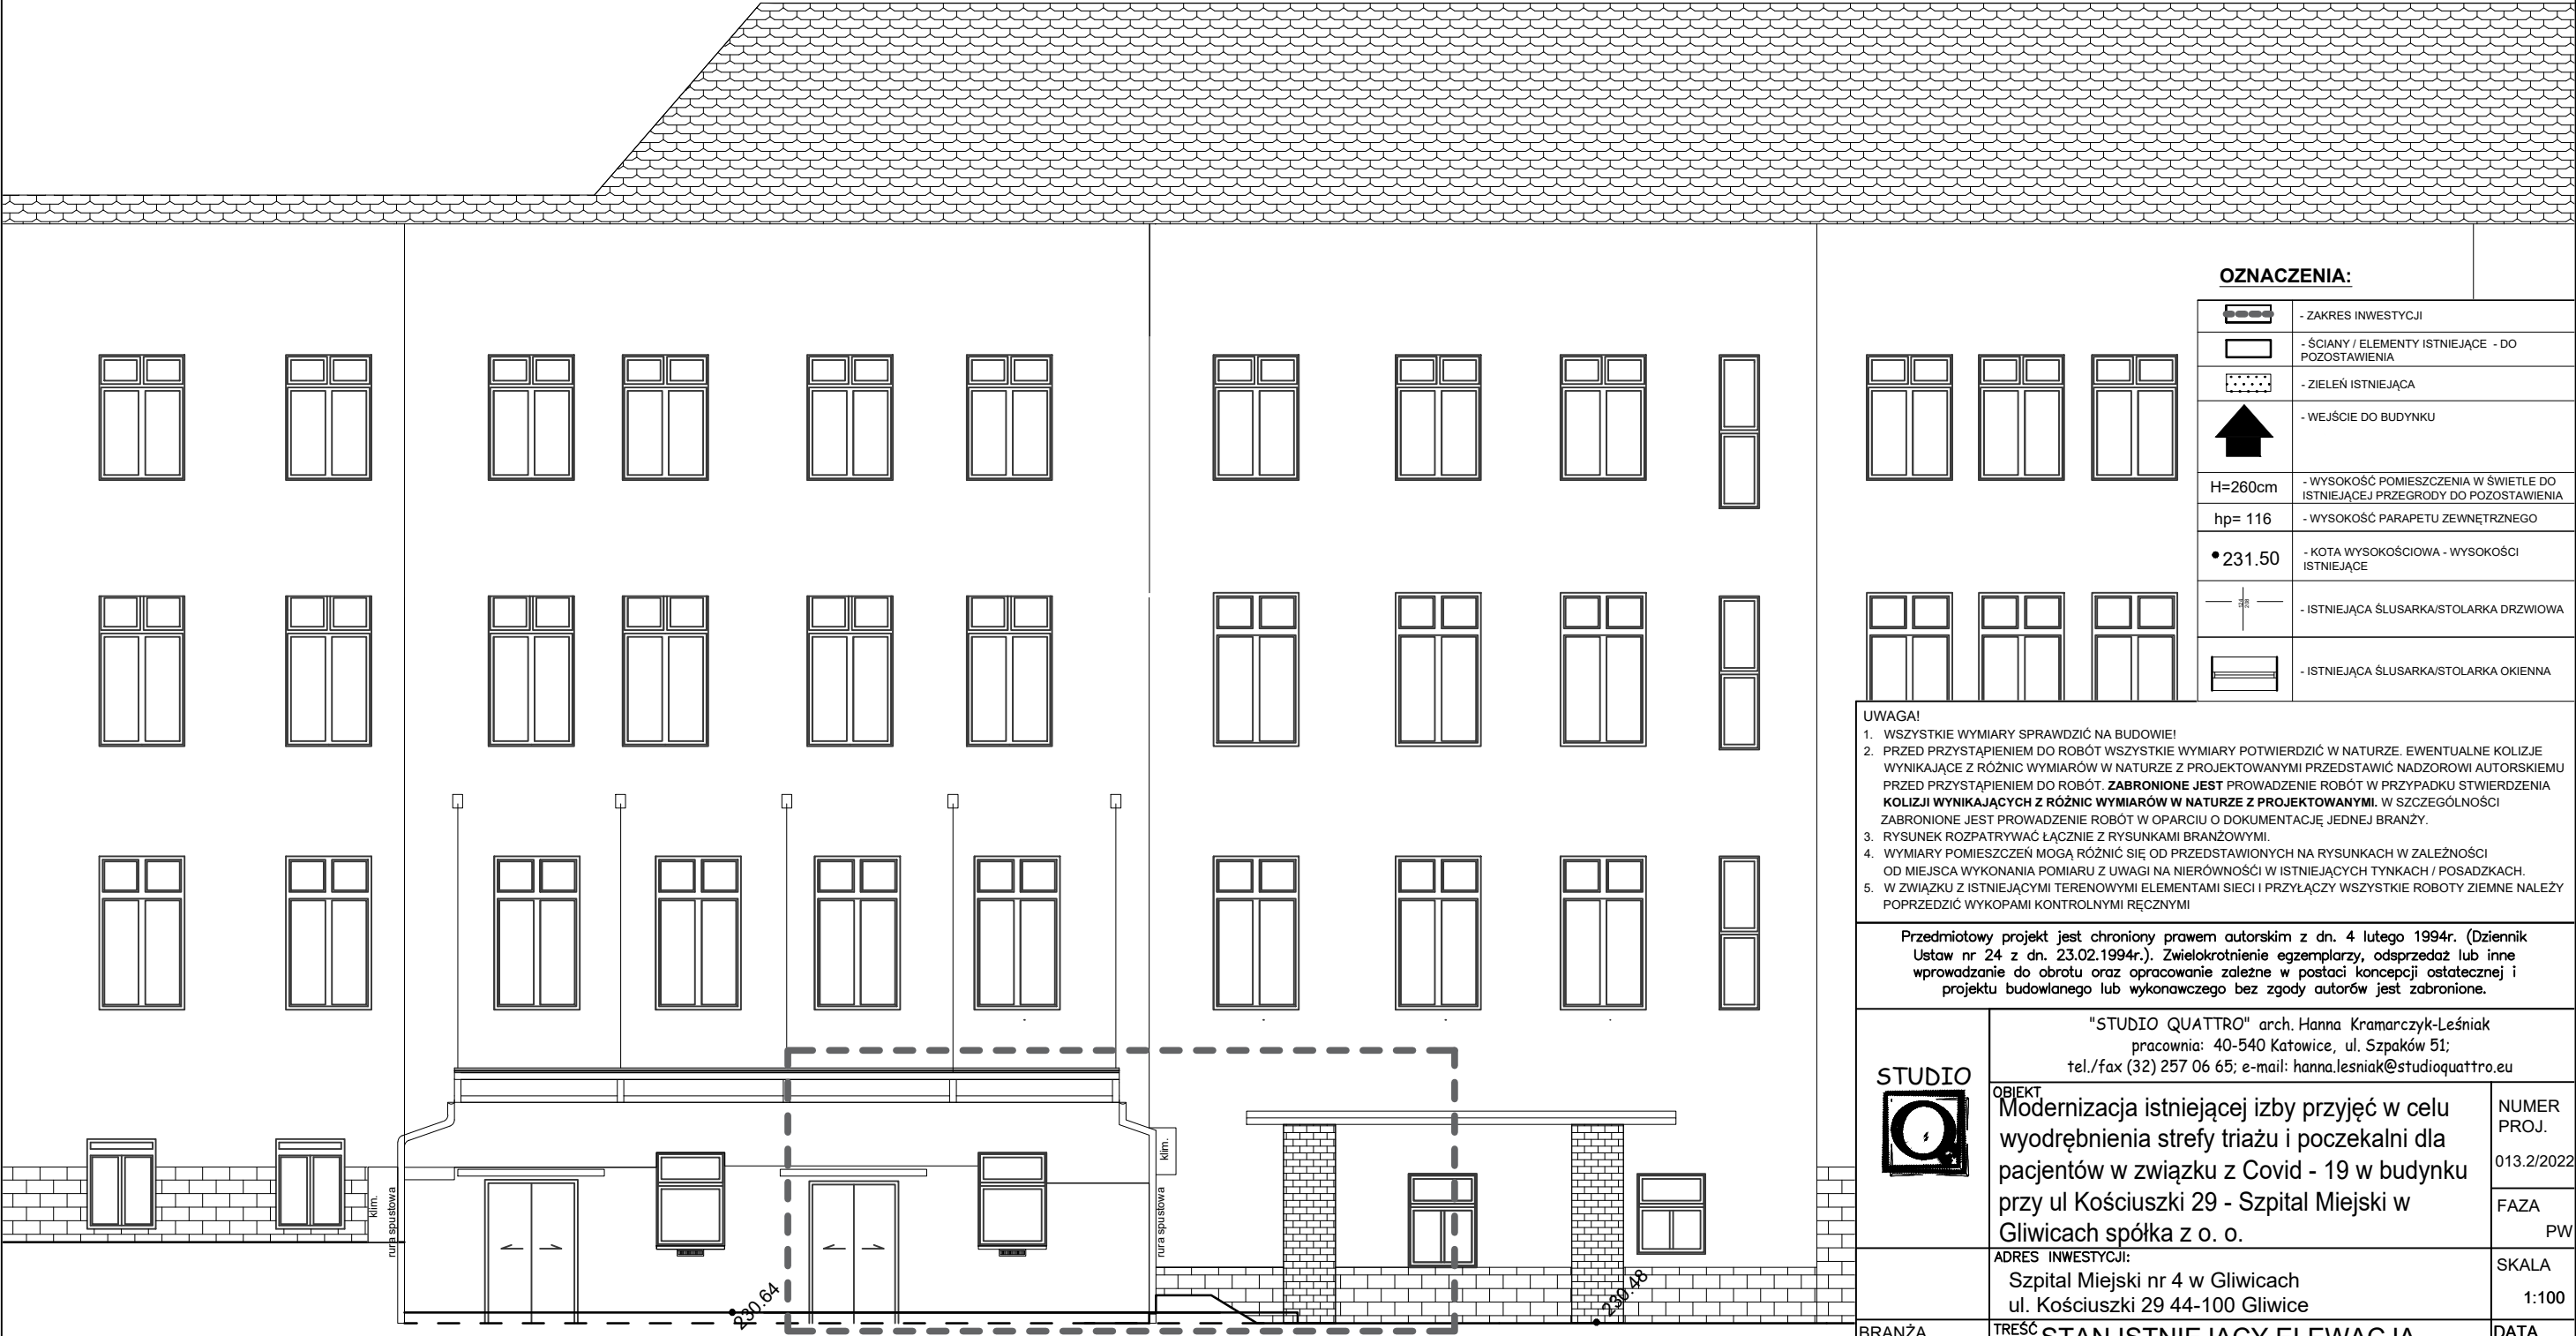 OZNACZENIA:
- ZAKRES INWESTYCJI
- ŚCIANY / ELEMENTY ISTNIEJĄCE - DO
POZOSTAWIENIA
- ZIELEŃ ISTNIEJĄCA
- WEJŚCIE DO BUDYNKU
H=260cm
- WYSOKOŚĆ POMIESZCZENIA W ŚWIETLE DO
ISTNIEJĄCEJ PRZEGRODY DO POZOSTAWIENIA
hp= 116
- WYSOKOŚĆ PARAPETU ZEWNĘTRZNEGO
231.50
- KOTA WYSOKOŚCIOWA - WYSOKOŚCI
ISTNIEJĄCE
- ISTNIEJĄCA ŚLUSARKA/STOLARKA DRZWIOWA
- ISTNIEJĄCA ŚLUSARKA/STOLARKA OKIENNA
UWAGA!
1. WSZYSTKIE WYMIARY SPRAWDZIĆ NA BUDOWIE!
2. PRZED PRZYSTĄPIENIEM DO ROBÓT WSZYSTKIE WYMIARY POTWIERDZIĆ W NATURZE. EWENTUALNE KOLIZJE
WYNIKAJĄCE Z RÓŻNIC WYMIARÓW W NATURZE Z PROJEKTOWANYMI PRZEDSTAWIĆ NADZOROWI AUTORSKIEMU
PRZED PRZYSTĄPIENIEM DO ROBÓT. ZABRONIONE JEST PROWADZENIE ROBÓT W PRZYPADKU STWIERDZENIA
KOLIZJI WYNIKAJĄCYCH Z RÓŻNIC WYMIARÓW W NATURZE Z PROJEKTOWANYMI. W SZCZEGÓLNOŚCI
ZABRONIONE JEST PROWADZENIE ROBÓT W OPARCIU O DOKUMENTACJĘ JEDNEJ BRANŻY.
3. RYSUNEK ROZPATRYWAĆ ŁĄCZNIE Z RYSUNKAMI BRANŻOWYMI.
4. WYMIARY POMIESZCZEŃ MOGĄ RÓŻNIĆ SIĘ OD PRZEDSTAWIONYCH NA RYSUNKACH W ZALEŻNOŚCI
OD MIEJSCA WYKONANIA POMIARU Z UWAGI NA NIERÓWNOŚĆI W ISTNIEJĄCYCH TYNKACH / POSADZKACH.
5. W ZWIĄZKU Z ISTNIEJĄCYMI TERENOWYMI ELEMENTAMI SIECI I PRZYŁĄCZY WSZYSTKIE ROBOTY ZIEMNE NALEŻY
POPRZEDZIĆ WYKOPAMI KONTROLNYMI RĘCZNYMI
Przedmiotowy projekt jest chroniony prawem autorskim z dn. 4 lutego 1994r. (Dziennik
Ustaw nr 24 z dn. 23.02.1994r.). Zwielokrotnienie egzemplarzy, odsprzedaż lub inne
wprowadzanie do obrotu oraz opracowanie zależne w postaci koncepcji ostatecznej i
projektu budowlanego lub wykonawczego bez zgody autorów jest zabronione.
STUDIO
Q
"STUDIO QUATTRO" arch. Hanna Kramarczyk-Leśniak
pracownia: 40-540 Katowice, ul. Szpaków 51;
tel./fax (32) 257 06 65; e-mail: hanna.lesniak@studioquattro.eu
OBIEKT
Modernizacja istniejącej izby przyjęć w celu
wyodrębnienia strefy triażu i poczekalni dla
pacjentów w związku z Covid - 19 w budynku
przy ul Kościuszki 29 - Szpital Miejski w
Gliwicach spółka z o. o.
NUMER
PROJ.
013.2/2022
FAZA
PW
ADRES INWESTYCJI:
Szpital Miejski nr 4 w Gliwicach
ul. Kościuszki 29 44-100 Gliwice
SKALA
1:100
BRANŻA
TREŚĆ
STAN ISTNIEJĄCY ELEWACJA
DATA
klim.
rura spustowa
klim.
rura spustowa
230.64
230.48